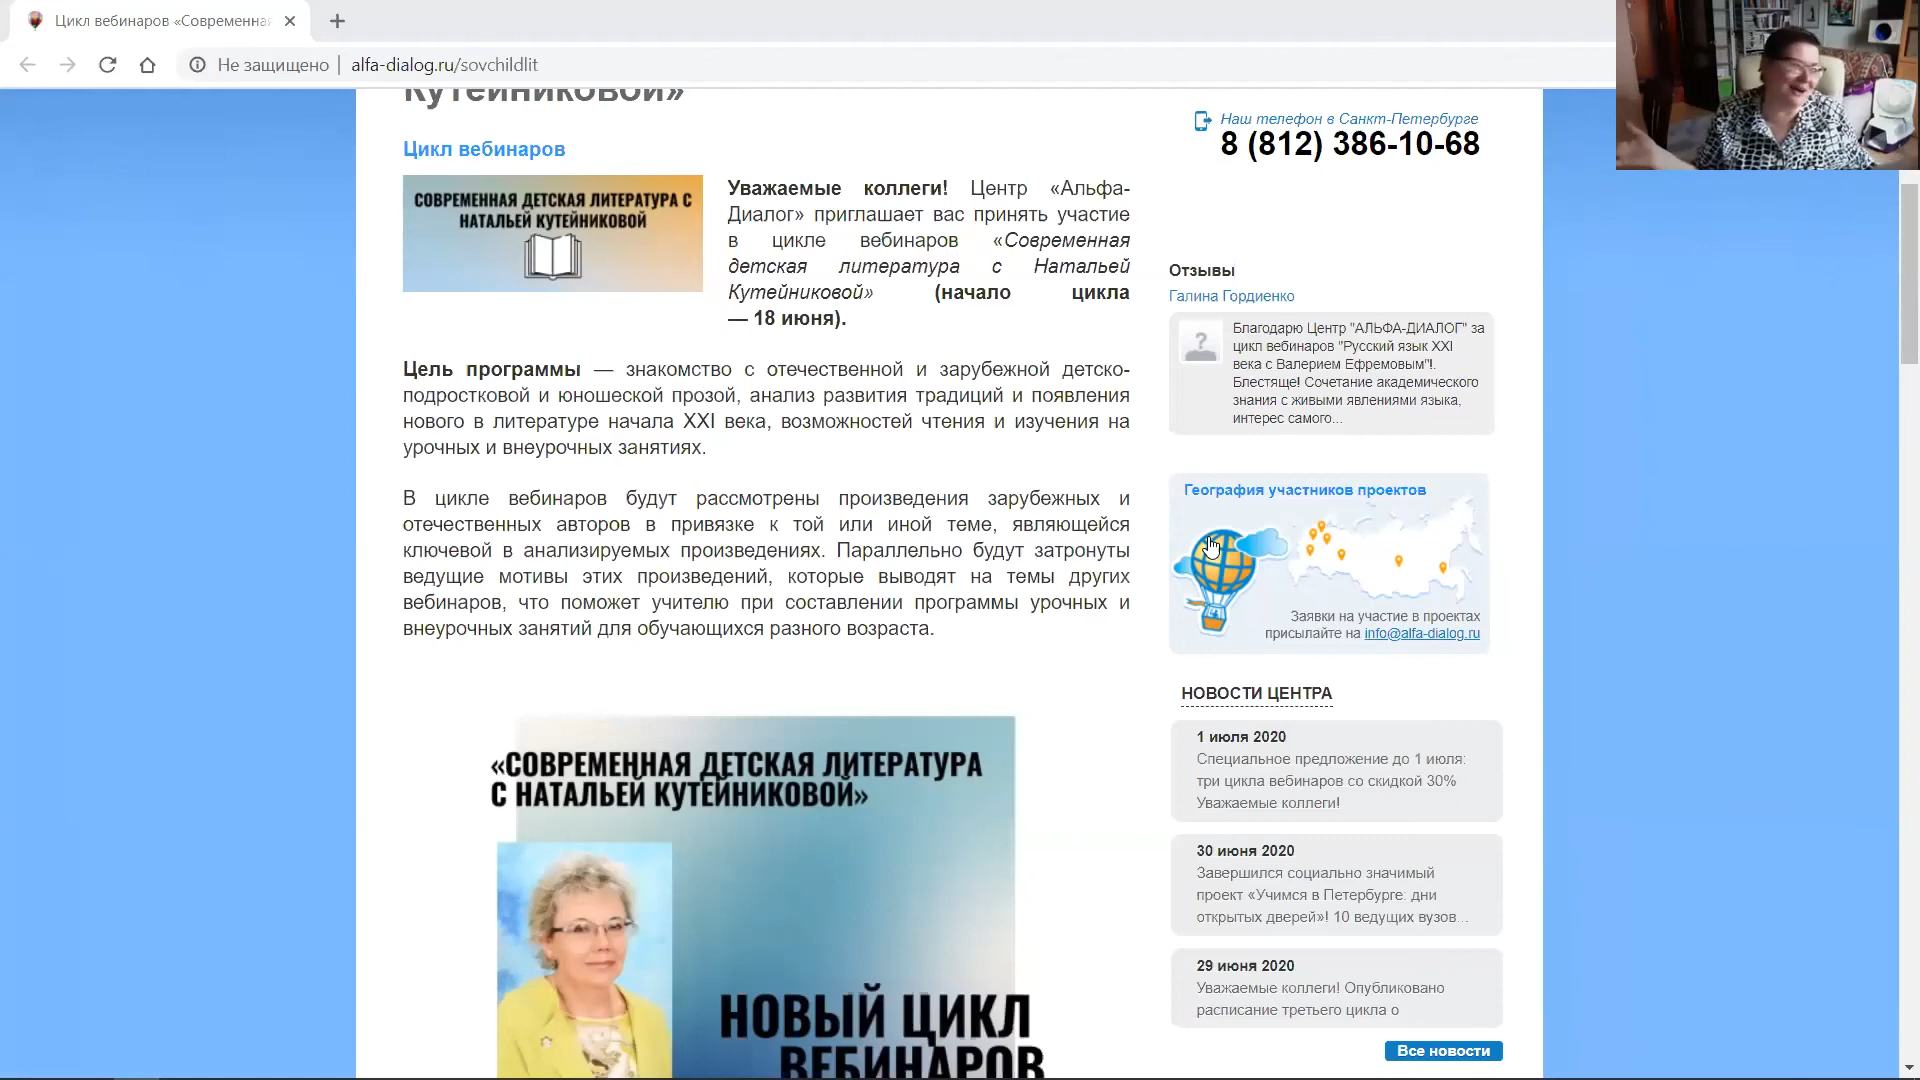 Цикл вебинаров «Современная
Не защищено
alfa-dialog.ru/sovchildlit
Кутейниковой»
Цикл вебинаров
СОВРЕМЕННАЯ ДЕТСКАЯ ЛИТЕРАТУРА С
НАТАЛЬЕЙ КУТЕЙНИКОВОЙ
Уважаемые коллеги! Центр «Альфа-
Диалог» приглашает вас принять участие
в цикле вебинаров «Современная
детская литература с Натальей
Кутейниковой» (начало цикла
— 18 июня).
Цель программы — знакомство с отечественной и зарубежной детско-
подростковой и юношеской прозой, анализ развития традиций и появления
нового в литературе начала XXI века, возможностей чтения и изучения на
урочных и внеурочных занятиях.
В цикле вебинаров будут рассмотрены произведения зарубежных и
отечественных авторов в привязке к той или иной теме, являющейся
ключевой в анализируемых произведениях. Параллельно будут затронуты
ведущие мотивы этих произведений, которые выводят на темы других
вебинаров, что поможет учителю при составлении программы урочных и
внеурочных занятий для обучающихся разного возраста.
«СОВРЕМЕННАЯ ДЕТСКАЯ ЛИТЕРАТУРА
С НАТАЛЬЕЙ КУТЕЙНИКОВОЙ»
НОВЫЙ ЦИКЛ
ВЕБИНАРОВ
Наш телефон в Санкт-Петербурге
8 (812) 386-10-68
Отзывы
Галина Гордиенко
Благодарю Центр "АЛЬФА-ДИАЛОГ" за
цикл вебинаров "Русский язык XXI
века с Валерием Ефремовым"!.
Блестяще! Сочетание академического
знания с живыми явлениями языка,
интерес самого...
География участников проектов
Заявки на участие в проектах
присылайте на info@alfa-dialog.ru
НОВОСТИ ЦЕНТРА
1 июля 2020
Специальное предложение до 1 июля:
три цикла вебинаров со скидкой 30%
Уважаемые коллеги!
30 июня 2020
Завершился социально значимый
проект «Учимся в Петербурге: дни
открытых дверей»! 10 ведущих вузов...
29 июня 2020
Уважаемые коллеги! Опубликовано
расписание третьего цикла о
Все новости